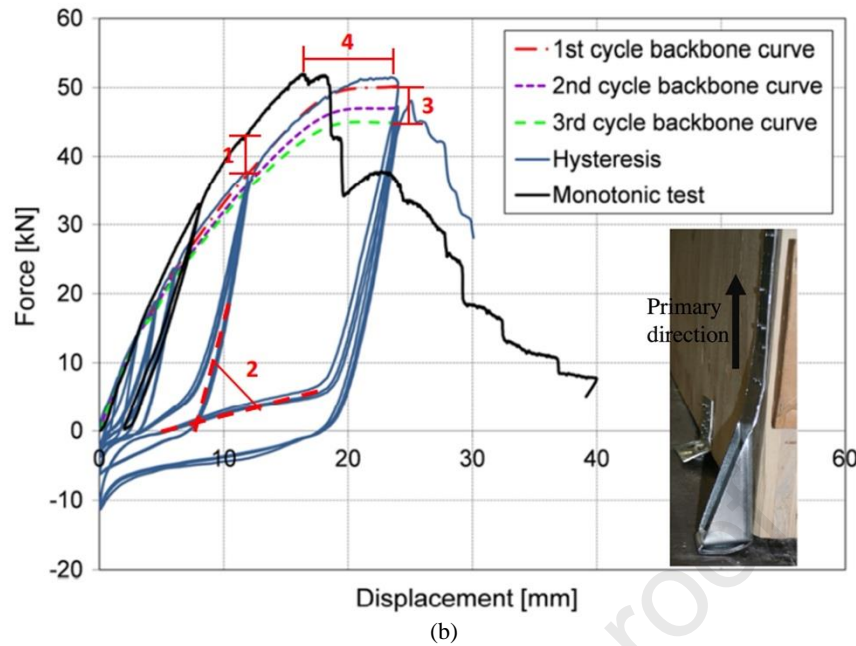 60
50
40
30
20
10
0
-10
-20
Force [kN]
0
10
20
30
40
60
Displacement [mm]
1
2
3
4
1st cycle backbone curve
2nd cycle backbone curve
3rd cycle backbone curve
Hysteresis
Monotonic test
Primary
direction
(b)